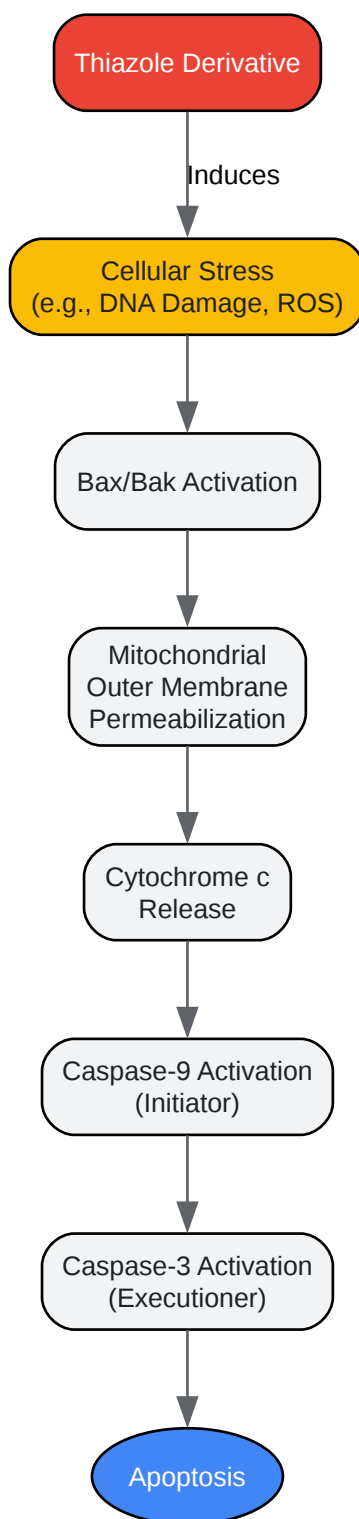 Thiazole Derivative
Induces
Cellular Stress
(e.g., DNA Damage, ROS)
Bax/Bak Activation
Mitochondrial
Outer Membrane
Permeabilization
Cytochrome c
Release
Caspase-9 Activation
(Initiator)
Caspase-3 Activation
(Executioner)
Apoptosis